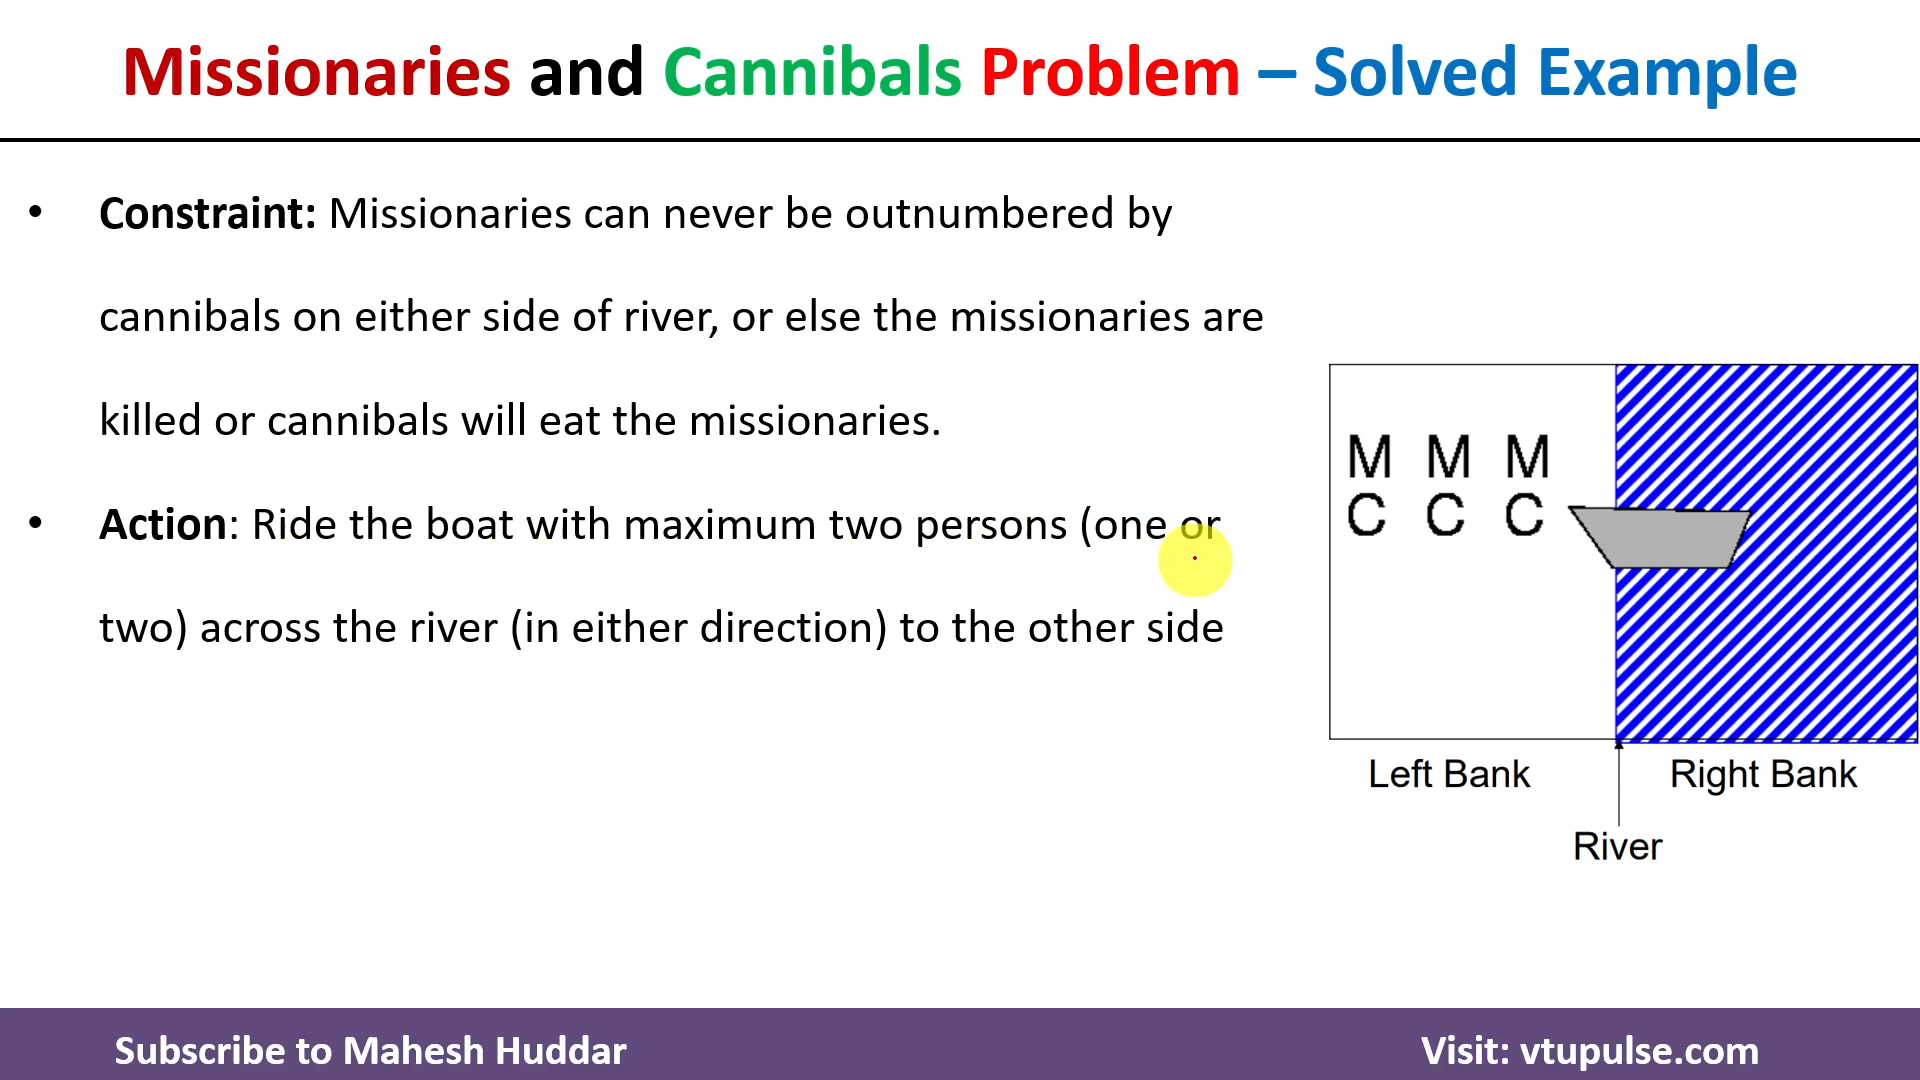 Missionaries and Cannibals Problem – Solved Example
• Constraint: Missionaries can never be outnumbered by
cannibals on either side of river, or else the missionaries are
killed or cannibals will eat the missionaries.
• Action: Ride the boat with maximum two persons (one or
two) across the river (in either direction) to the other side
M M M
C C C
Left Bank
Right Bank
River
Subscribe to Mahesh Huddar
Visit: vtupulse.com